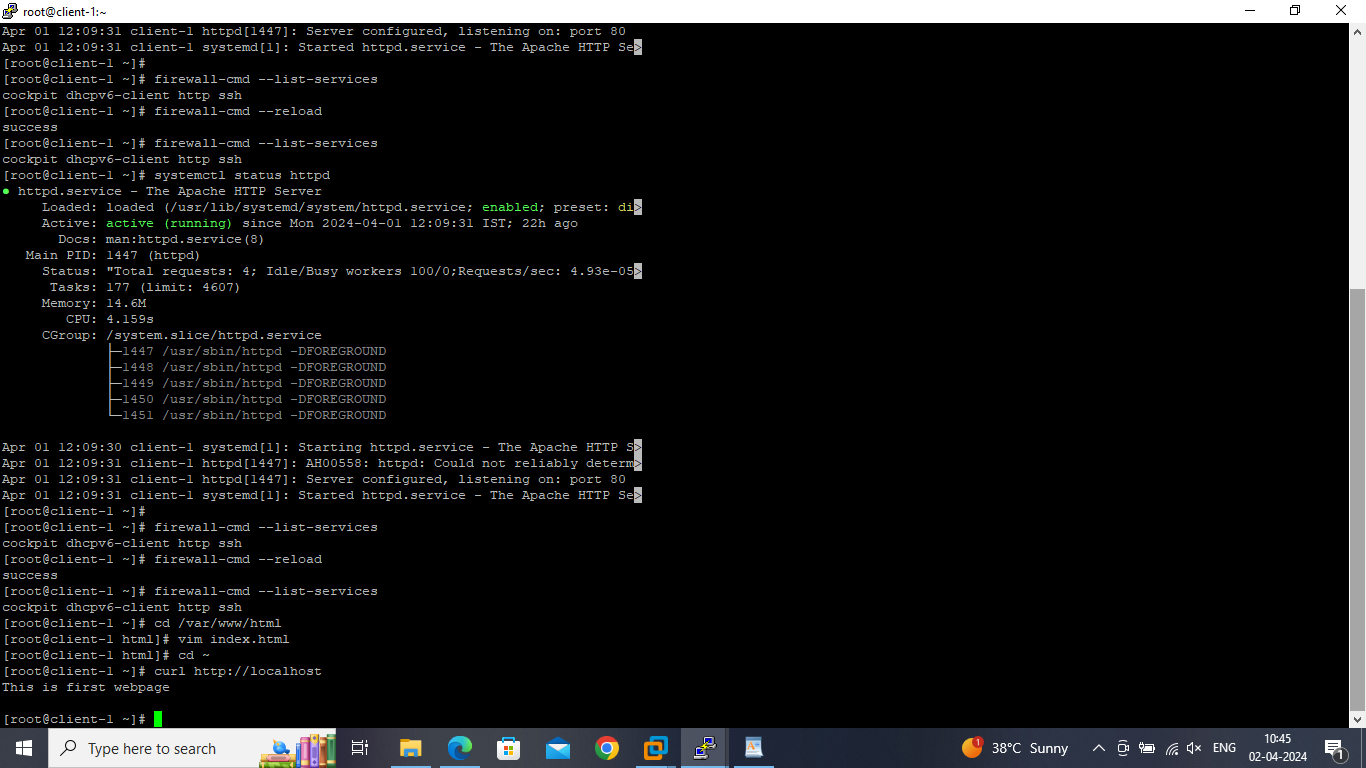 root@client-1:~
Apr 01 12:09:31 client-1 httpd[1447]: Server configured, listening on: port 80
Apr 01 12:09:31 client-1 systemd[1]: Started httpd.service - The Apache HTTP Se>
[root@client-1 ~]#
[root@client-1 ~]# firewall-cmd --list-services
cockpit dhcpv6-client http ssh
[root@client-1 ~]# firewall-cmd --reload
success
[root@client-1 ~]# firewall-cmd --list-services
cockpit dhcpv6-client http ssh
[root@client-1 ~]# systemctl status httpd
● httpd.service - The Apache HTTP Server
Loaded: loaded (/usr/lib/systemd/system/httpd.service; enabled; preset: di>
Active: active (running) since Mon 2024-04-01 12:09:31 IST; 22h ago
Docs: man:httpd.service(8)
Main PID: 1447 (httpd)
Status: "Total requests: 4; Idle/Busy workers 100/0;Requests/sec: 4.93e-05>
Tasks: 177 (limit: 4607)
Memory: 14.6M
CPU: 4.159s
CGroup: /system.slice/httpd.service
├─1447 /usr/sbin/httpd -DFOREGROUND
├─1448 /usr/sbin/httpd -DFOREGROUND
├─1449 /usr/sbin/httpd -DFOREGROUND
├─1450 /usr/sbin/httpd -DFOREGROUND
└─1451 /usr/sbin/httpd -DFOREGROUND
Apr 01 12:09:30 client-1 systemd[1]: Starting httpd.service - The Apache HTTP S>
Apr 01 12:09:31 client-1 httpd[1447]: AH00558: httpd: Could not reliably determ>
Apr 01 12:09:31 client-1 httpd[1447]: Server configured, listening on: port 80
Apr 01 12:09:31 client-1 systemd[1]: Started httpd.service - The Apache HTTP Se>
[root@client-1 ~]#
[root@client-1 ~]# firewall-cmd --list-services
cockpit dhcpv6-client http ssh
[root@client-1 ~]# firewall-cmd --reload
success
[root@client-1 ~]# firewall-cmd --list-services
cockpit dhcpv6-client http ssh
[root@client-1 ~]# cd /var/www/html
[root@client-1 html]# vim index.html
[root@client-1 html]# cd ~
[root@client-1 ~]# curl http://localhost
This is first webpage
[root@client-1 ~]#
Type here to search
1
38°C Sunny
ENG
10:45
02-04-2024
1